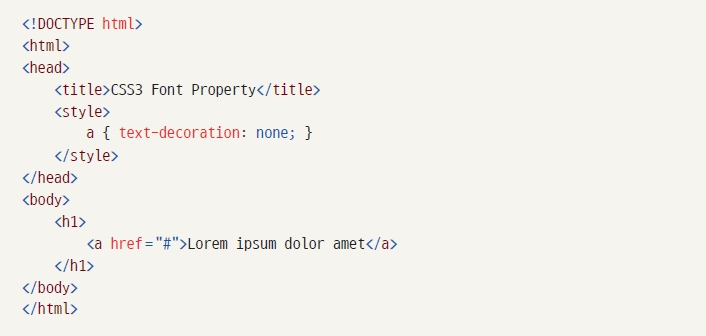 <!DOCTYPE html>
<html>
<head>
    <title>CSS3 Font Property</title>
    <style>
        a { text-decoration: none; }
    </style>
</head>
<body>
    <h1>
        <a href="#">Lorem ipsum dolor amet</a>
    </h1>
</body>
</html>